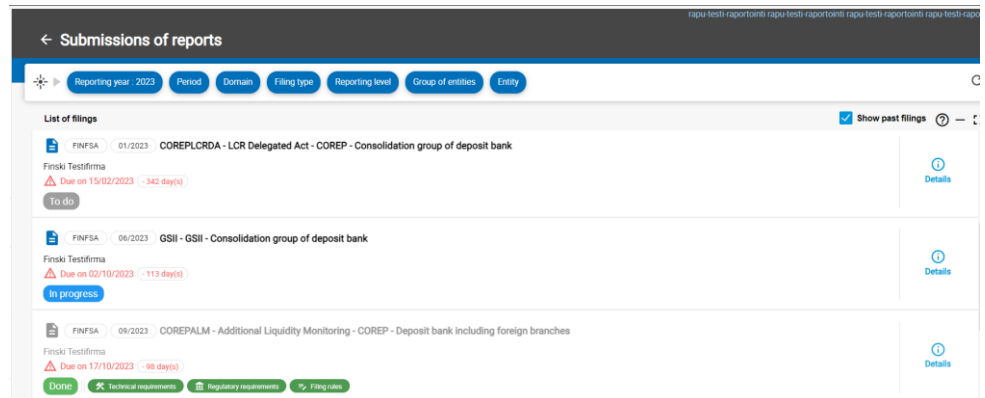 rapu-testi-raportointi rapu-testi-raportointi rapu-testi-raportointi rapu-testi-rapo
Submissions of reports
Reporting year : 2023 Period Domain Filing type Reporting level Group of entities Entity
List of filings Show past filings
FINFSA 01/2023 COREPLCRDA - LCR Delegated Act - COREP - Consolidation group of deposit bank
Finski Testifirma
Due on 15/02/2023 - 342 day(s)
Details
To do
FINFSA 06/2023 GSII - GSII - Consolidation group of deposit bank
Finski Testifirma
Due on 02/10/2023 - 113 day(s)
Details
In progress
FINFSA 09/2023 COREPALM - Additional Liquidity Monitoring - COREP - Deposit bank including foreign branches
Finski Testifirma
Due on 17/10/2023 - 98 day(s)
Details
Done Technical requirements Regulatory requirements Filing rules